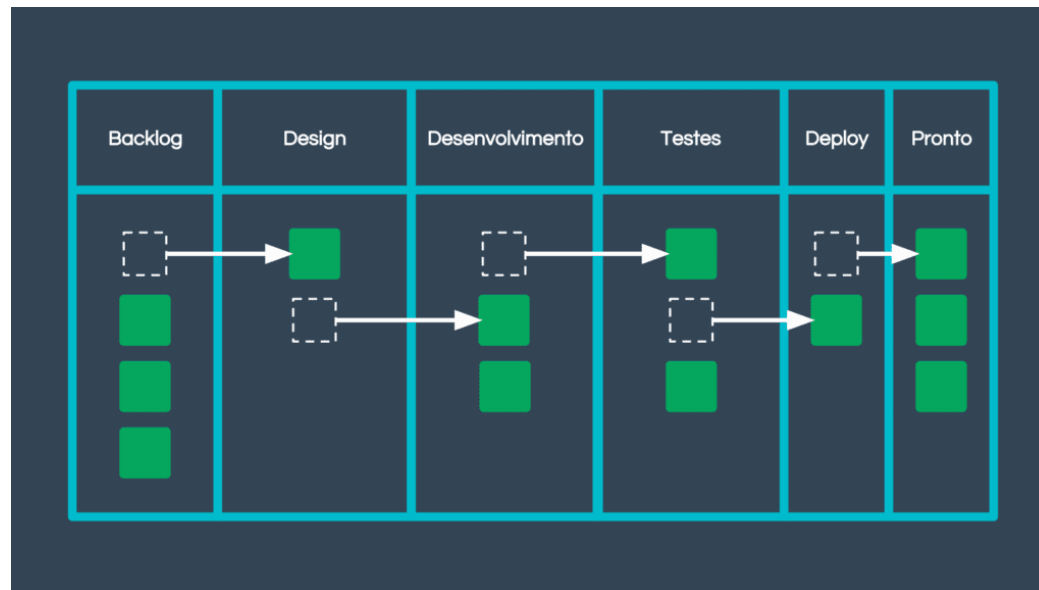 Backlog
Design
Desenvolvimento
Testes
Deploy
Pronto